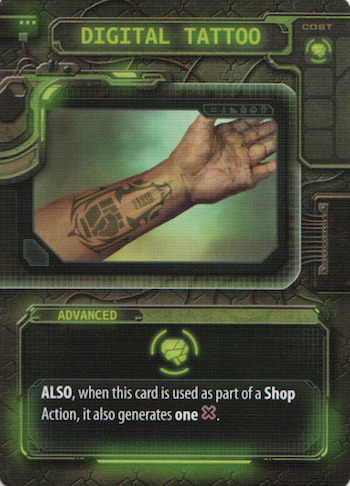 DIGITAL TATTOO
COST
ADVANCED
ALSO, when this card is used as part of a Shop
Action, it also generates one .